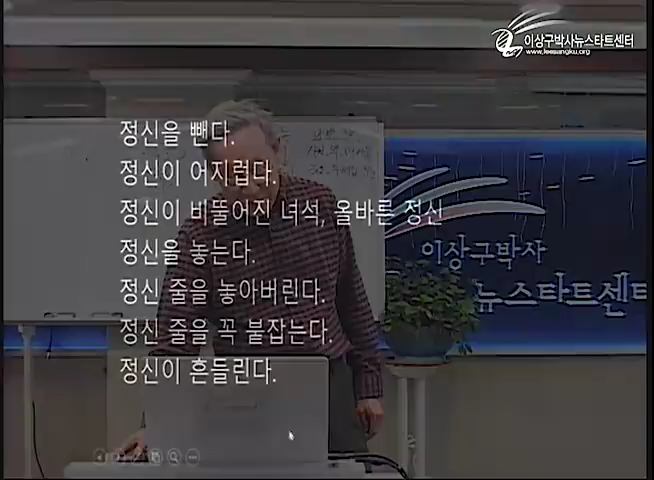 이상구박사뉴스타트센터
www.leesangku.org
정신을 뺀다.
정신이 어지럽다.
정신이 비뚤어진 녀석, 올바른 정신
정신을 놓는다.
정신 줄을 놓아버린다.
정신 줄을 꼭 붙잡는다.
정신이 흔들린다.
이상구박사
뉴스타트센터